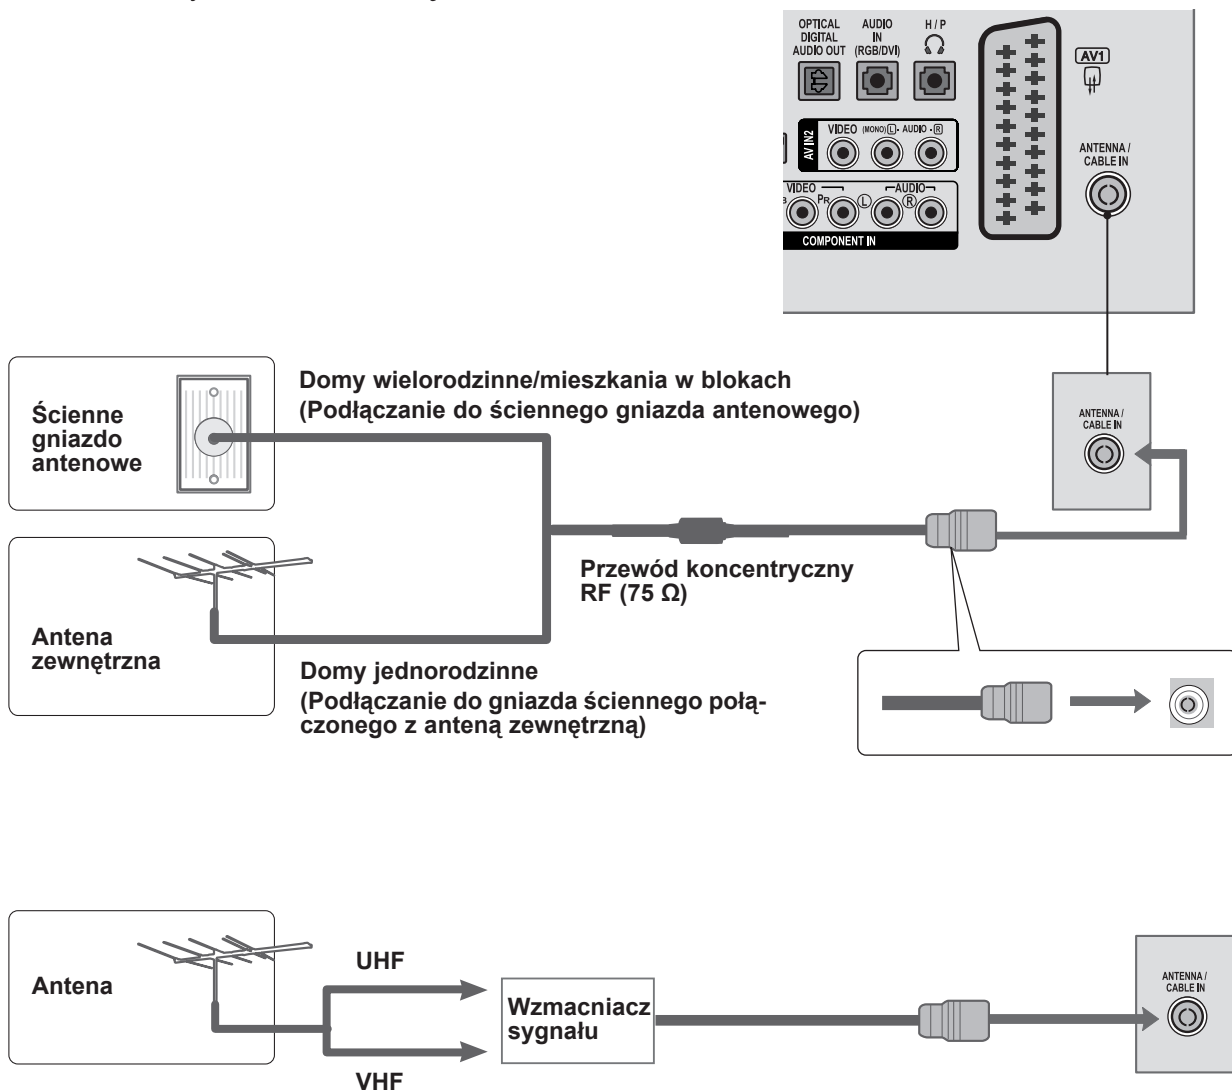 OPTICAL
DIGITAL
AUDIO OUT
AUDIO
IN
(RGB/DVI)
H / P
AV1
AV IN2
VIDEO (MONO) L - AUDIO - R
ANTENNA /
CABLE IN
VIDEO AUDIO
B PR L R
COMPONENT IN
Ścienne
gniazdo
antenowe
Domy wielorodzinne/mieszkania w blokach
(Podłączanie do ściennego gniazda antenowego)
ANTENNA /
CABLE IN
Przewód koncentryczny
RF (75 Ω)
Antena
zewnętrzna
Domy jednorodzinne
(Podłączanie do gniazda ściennego połą-
czonego z anteną zewnętrzną)
Antena
UHF
VHF
Wzmacniacz
sygnału
ANTENNA /
CABLE IN